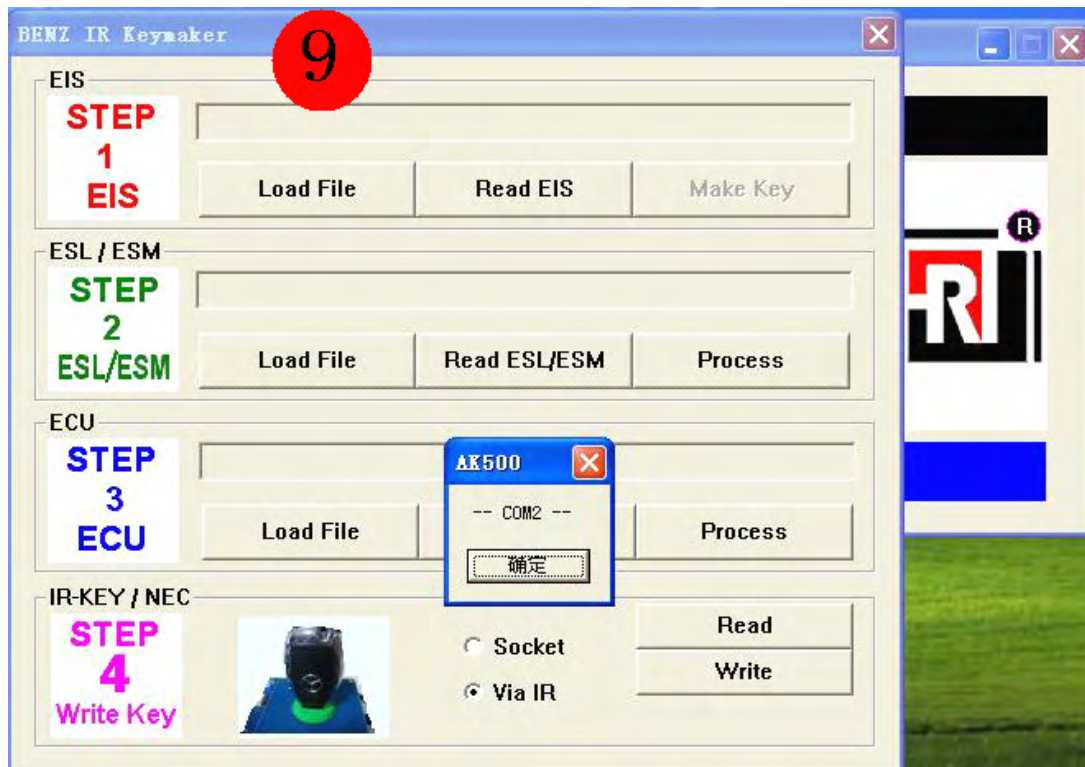 BENZ IR Keymaker
9
EIS
STEP
1
EIS
Load File
Read EIS
Make Key
R
ESL / ESM
STEP
2
ESL/ESM
Load File
Read ESL/ESM
Process
R
ECU
STEP
3
ECU
Load File
Process
AK500
-- COM2 --
确定
IR-KEY / NEC
STEP
4
Write Key
Socket
Via IR
Read
Write